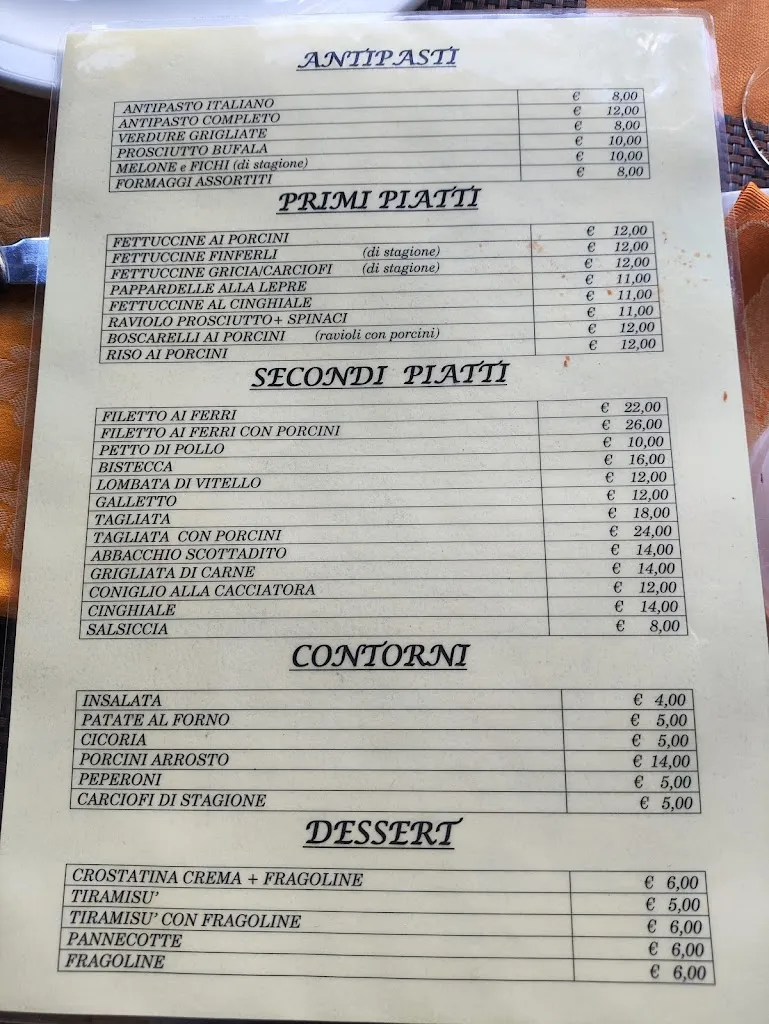 ANTIPASTI
ANTIPASTO ITALIANO € 8,00
ANTIPASTO COMPLETO € 12,00
VERDURE GRIGLIATE € 8,00
PROSCIUTTO BUFALA € 10,00
MELONE e FICHI (di stagione) € 10,00
FORMAGGI ASSORTITI € 8,00
PRIMI PIATTI
FETTUCCINE AI PORCINI € 12,00
FETTUCCINE FINFERLI (di stagione) € 12,00
FETTUCCINE GRICIA/CARCIOFI (di stagione) € 12,00
PAPPARDELLE ALLA LEPRE € 11,00
FETTUCCINE AL CINGHIALE € 11,00
RAVIOLO PROSCIUTTO+ SPINACI € 11,00
BOSCARELLI AI PORCINI (ravioli con porcini) € 12,00
RISO AI PORCINI € 12,00
SECONDI PIATTI
FILETTO AI FERRI € 22,00
FILETTO AI FERRI CON PORCINI € 26,00
PETTO DI POLLO € 10,00
BISTECCA € 16,00
LOMBATA DI VITELLO € 12,00
GALLETTO € 12,00
TAGLIATA € 18,00
TAGLIATA CON PORCINI € 24,00
ABBACCHIO SCOTTADITO € 14,00
GRIGLIATA DI CARNE € 14,00
CONIGLIO ALLA CACCIATORA € 12,00
CINGHIALE € 14,00
SALSICCIA € 8,00
CONTORNI
INSALATA € 4,00
PATATE AL FORNO € 5,00
CICORIA € 5,00
PORCINI ARROSTO € 14,00
PEPERONI € 5,00
CARCIOFI DI STAGIONE € 5,00
DESSERT
CROSTATINA CREMA + FRAGOLINE € 6,00
TIRAMISU' € 5,00
TIRAMISU' CON FRAGOLINE € 6,00
PANNECOTTE € 6,00
FRAGOLINE € 6,00